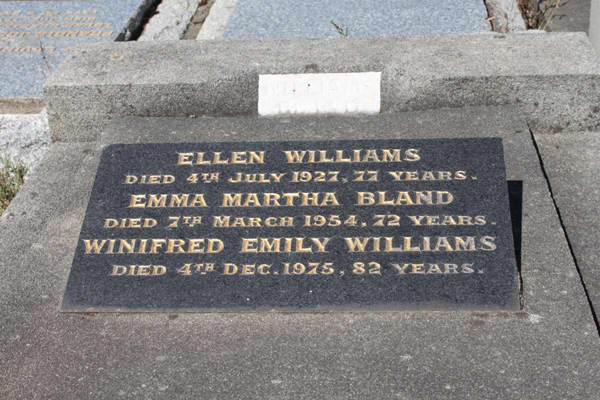 WILLIAMS
ELLEN WILLIAMS
DIED 4TH JULY 1927, 77 YEARS.
EMMA MARTHA BLAND
DIED 7TH MARCH 1954, 72 YEARS.
WINIFRED EMILY WILLIAMS
DIED 4TH DEC. 1975, 82 YEARS.